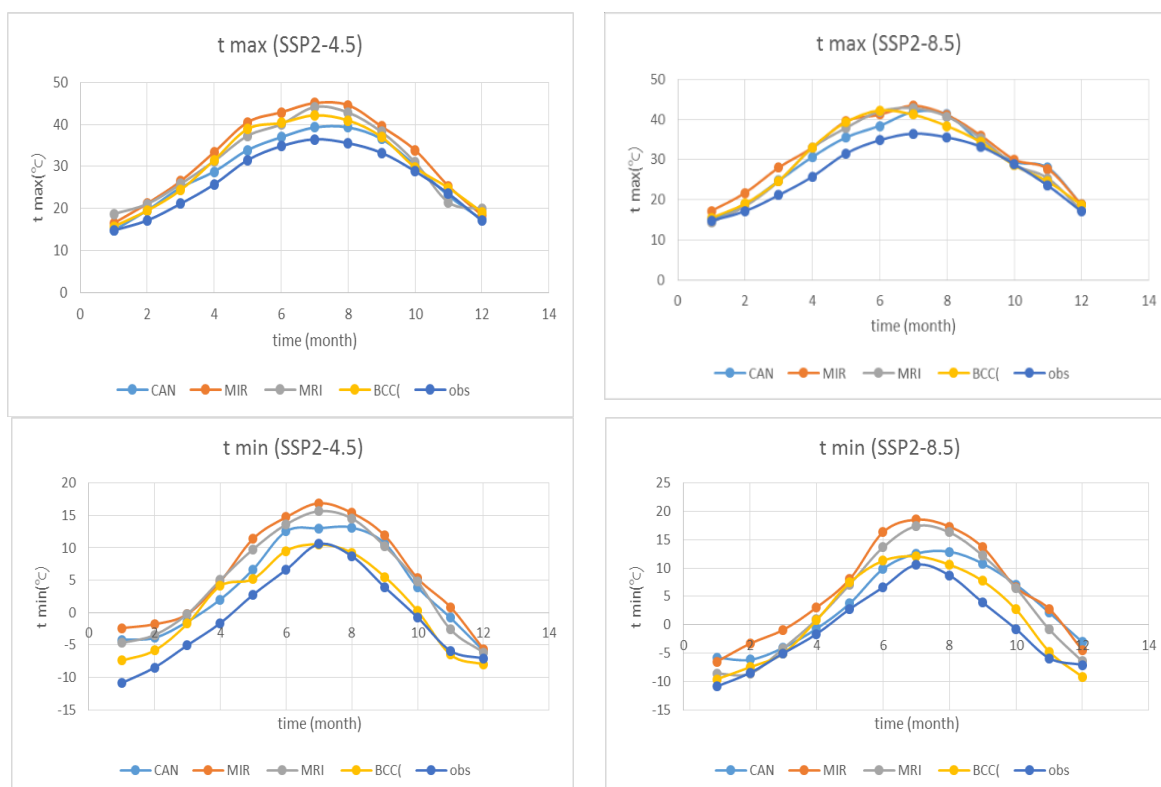 t max (SSP2-4.5)
50
40
30
20
10
0
t max(°C)
0 2 4 6 8 10 12 14
time (month)
CAN MIR MRI BCC( obs
t max (SSP2-8.5)
50
40
30
20
10
0
t max(°C)
0 2 4 6 8 10 12 14
time (month)
CAN MIR MRI BCC( obs
t min (SSP2-4.5)
20
15
10
5
0
-5
-10
-15
t min(°C)
0 2 4 6 8 10 12 14
time (month)
CAN MIR MRI BCC( obs
t min (SSP2-8.5)
25
20
15
10
5
0
-5
-10
-15
t min(°C)
0 2 4 6 8 10 12 14
time (month)
CAN MIR MRI BCC( obs